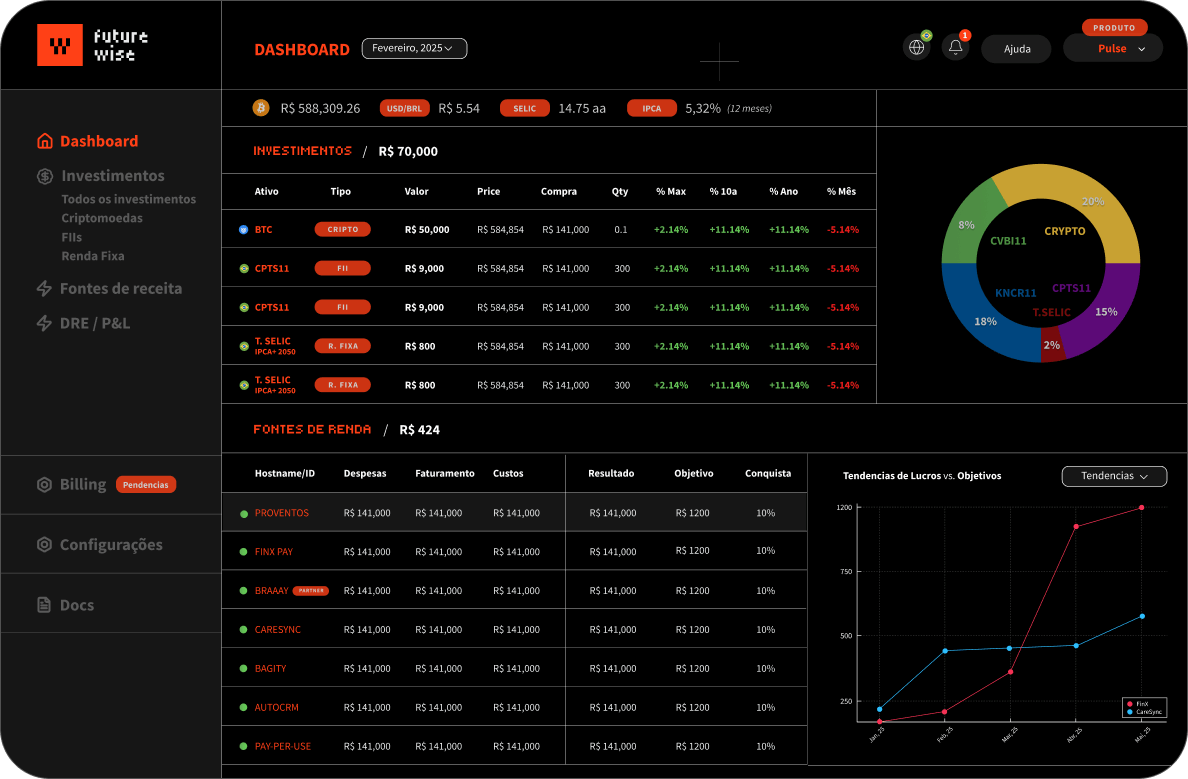 future
wise
DASHBOARD
Fevereiro, 2025
1
Ajuda
PRODUTO
Pulse
R$ 588,309.26 USD/BRL R$ 5.54 SELIC 14.75 aa IPCA 5,32% (12 meses)
Dashboard
Investimentos
Todos os investimentos
Criptomoedas
FIIs
Renda Fixa
Fontes de receita
DRE / P&L
Billing Pendencias
Configurações
Docs
INVESTIMENTOS / R$ 70,000
Ativo Tipo Valor Price Compra Qty % Max % 10a % Ano % Mês
BTC CRIPTO R$ 50,000 R$ 584,854 R$ 141,000 0.1 +2.14% +11.14% +11.14% -5.14%
CPTS11 FII R$ 9,000 R$ 584,854 R$ 141,000 300 +2.14% +11.14% +11.14% -5.14%
CPTS11 FII R$ 9,000 R$ 584,854 R$ 141,000 300 +2.14% +11.14% +11.14% -5.14%
T. SELIC
IPCA+ 2050
R. FIXA R$ 800 R$ 584,854 R$ 141,000 300 +2.14% +11.14% +11.14% -5.14%
T. SELIC
IPCA+ 2050
R. FIXA R$ 800 R$ 584,854 R$ 141,000 300 +2.14% +11.14% +11.14% -5.14%
20%
8%
CRYPTO
CVBI11
CPTS11
KNCR11
T.SELIC
15%
18%
2%
FONTES DE RENDA / R$ 424
Hostname/ID Despesas Faturamento Custos Resultado Objetivo Conquista
PROVENTOS R$ 141,000 R$ 141,000 R$ 141,000 R$ 141,000 R$ 1200 10%
FINX PAY R$ 141,000 R$ 141,000 R$ 141,000 R$ 141,000 R$ 1200 10%
BRAAAY PARTNER R$ 141,000 R$ 141,000 R$ 141,000 R$ 141,000 R$ 1200 10%
CARESYNC R$ 141,000 R$ 141,000 R$ 141,000 R$ 141,000 R$ 1200 10%
BAGITY R$ 141,000 R$ 141,000 R$ 141,000 R$ 141,000 R$ 1200 10%
AUTOCRM R$ 141,000 R$ 141,000 R$ 141,000 R$ 141,000 R$ 1200 10%
PAY-PER-USE R$ 141,000 R$ 141,000 R$ 141,000 R$ 141,000 R$ 1200 10%
Tendencias de Lucros vs. Objetivos
Tendencias
1200
750
500
250
FinX
CareSync
Jan, 25 Feb, 25 Mar, 25 Abr, 25 Mai, 25